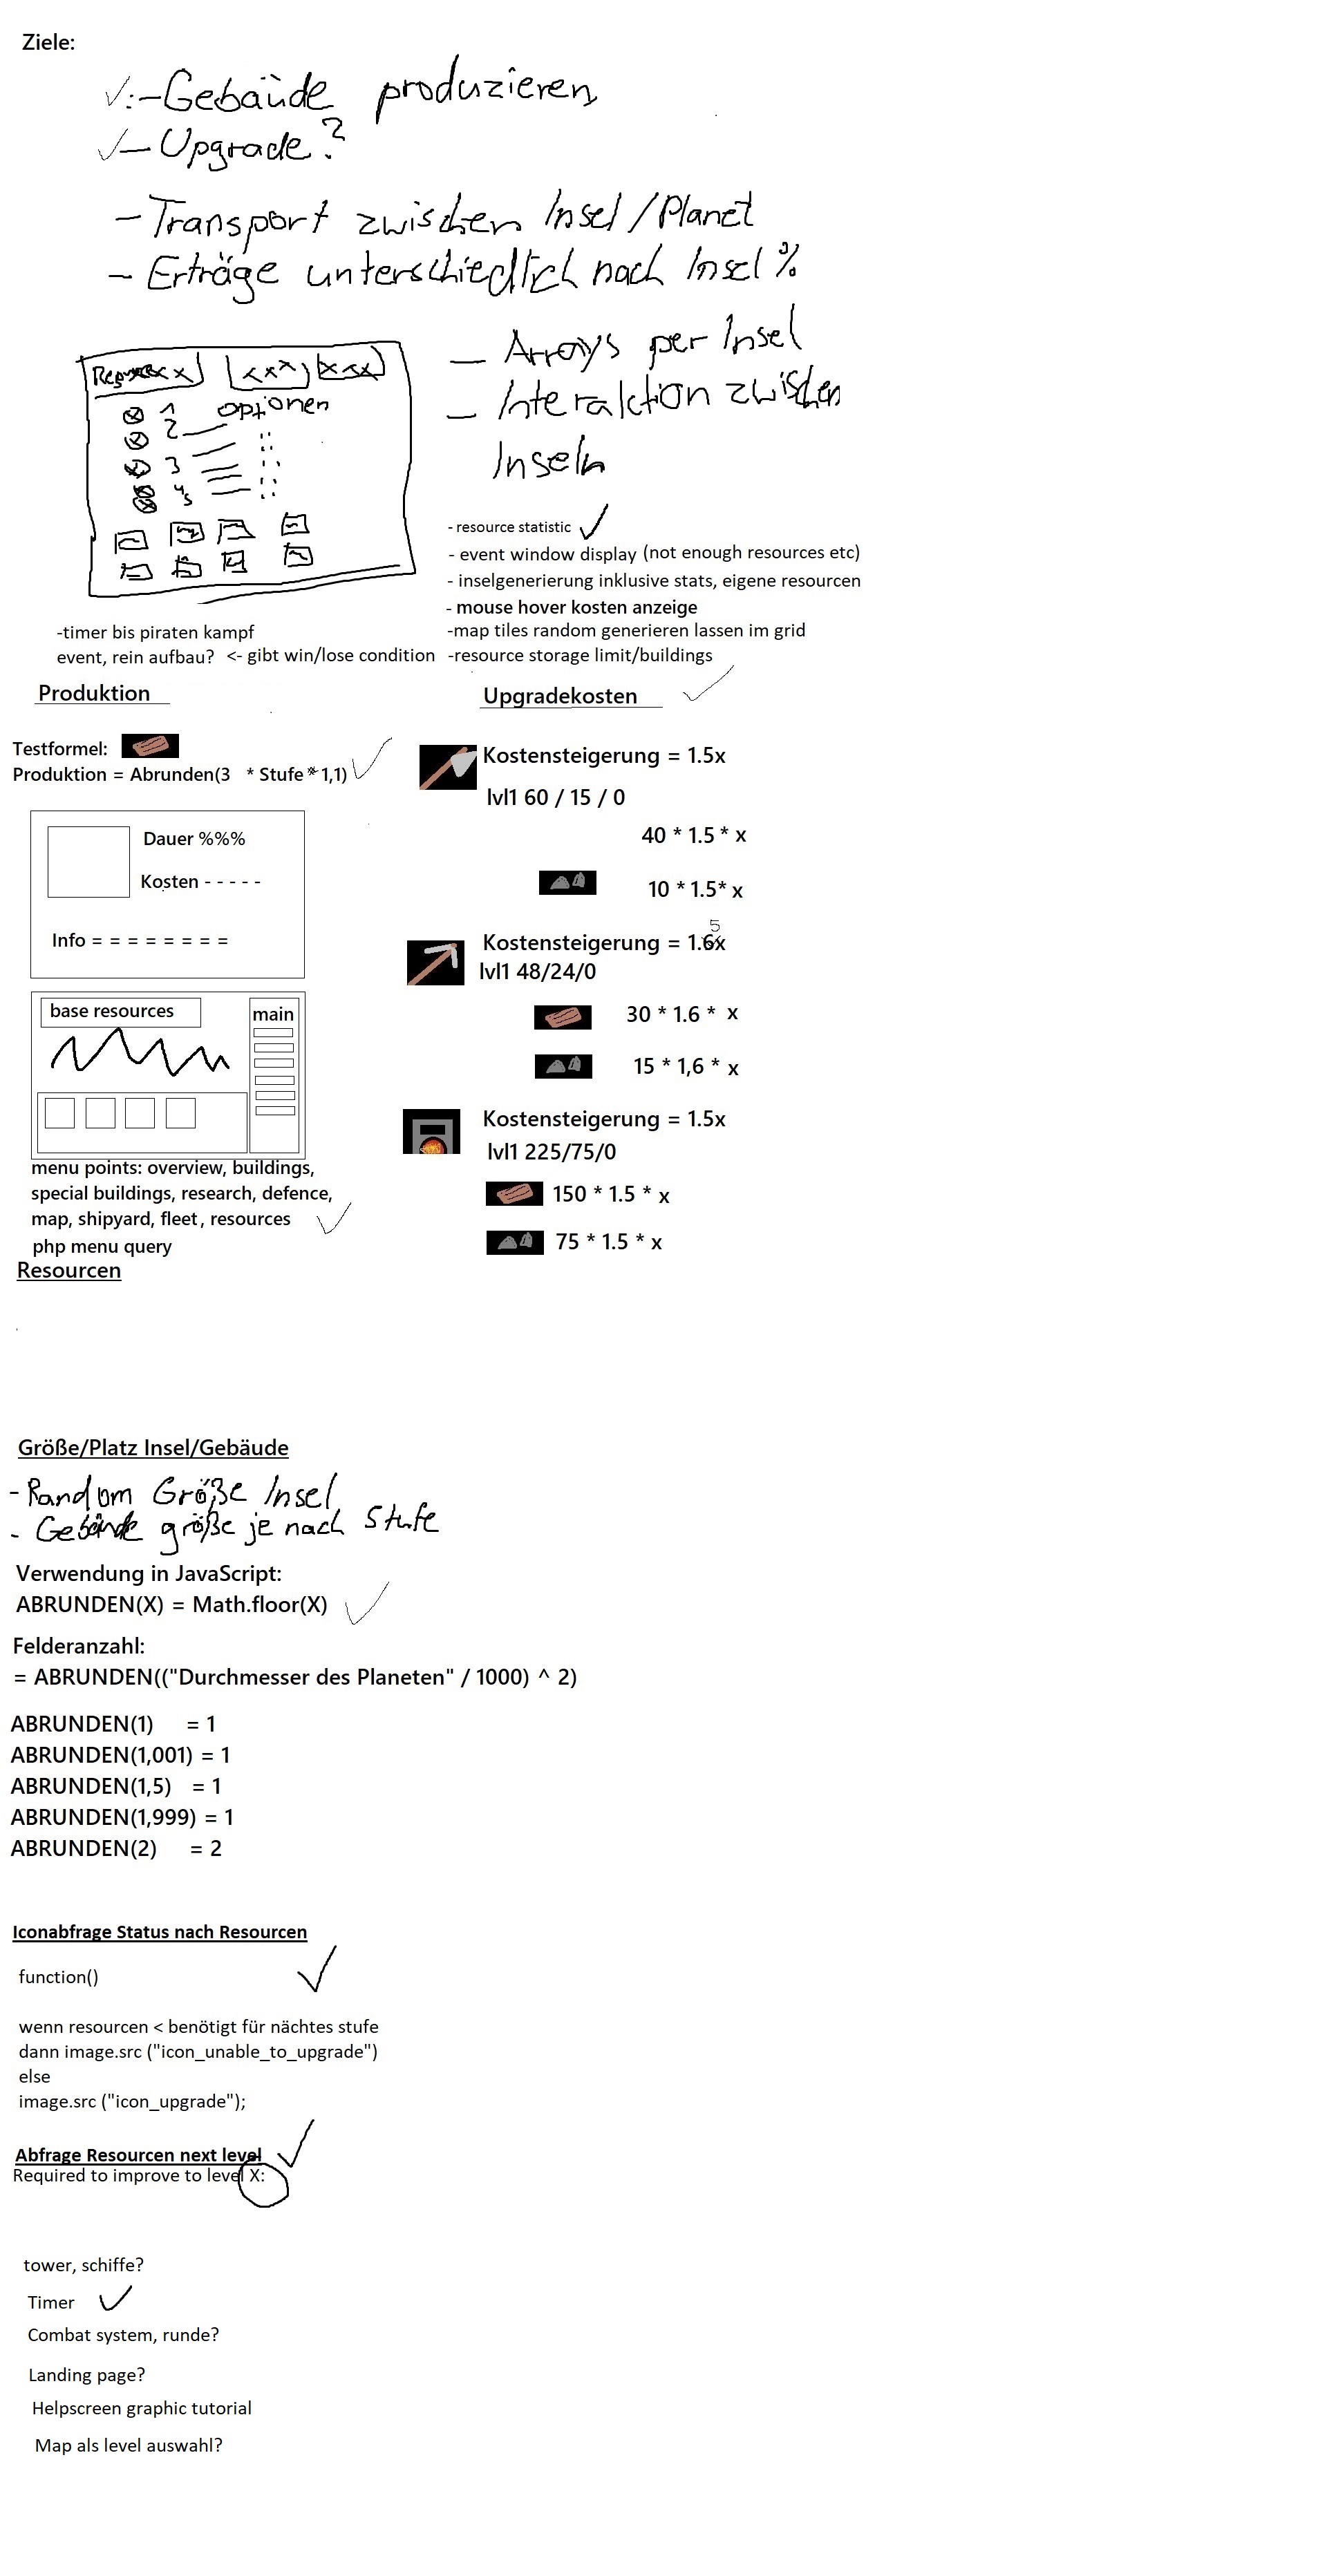 Ziele:
✓:-Gebäude produzieren
✓- Upgrade?
- Transport zwischen Insel/Planet
- Erträge unterschiedlich nach Insel %
- Arrays per Insel
- Interaktion zwischen
Inseln
xxx xxx
1 Optionen
2
3
4
5
- resource statistic ✓
- event window display (not enough resources etc)
- inselgenerierung inklusive stats, eigene resourcen
- mouse hover kosten anzeige
-map tiles random generieren lassen im grid
-resource storage limit/buildings
-timer bis piraten kampf
event, rein aufbau? <- gibt win/lose condition
Produktion
Testformel:
Produktion = Abrunden(3 * Stufe * 1,1) ✓
Dauer %%%
Kosten - - - - -
Info = = = = = = = =
base resources
main
menu points: overview, buildings,
special buildings, research, defence,
map, shipyard, fleet, resources ✓
php menu query
Upgradekosten ✓
Kostensteigerung = 1.5x
lvl1 60 / 15 / 0
40 * 1.5 * x
10 * 1.5* x
5
Kostensteigerung = 1.6x
lvl1 48/24/0
30 * 1.6 * x
15 * 1,6 * x
Kostensteigerung = 1.5x
lvl1 225/75/0
150 * 1.5 * x
75 * 1.5 * x
Resourcen
Größe/Platz Insel/Gebäude
- Random Größe Insel
- Gebäude größe je nach Stufe
Verwendung in JavaScript:
ABRUNDEN(X) = Math.floor(X) ✓
Felderanzahl:
= ABRUNDEN(("Durchmesser des Planeten" / 1000) ^ 2)
ABRUNDEN(1) = 1
ABRUNDEN(1,001) = 1
ABRUNDEN(1,5) = 1
ABRUNDEN(1,999) = 1
ABRUNDEN(2) = 2
Iconabfrage Status nach Resourcen
function() ✓
wenn resourcen < benötigt für nächtes stufe
dann image.src ("icon_unable_to_upgrade")
else
image.src ("icon_upgrade");
Abfrage Resourcen next level ✓
Required to improve to level X:
tower, schiffe?
Timer ✓
Combat system, runde?
Landing page?
Helpscreen graphic tutorial
Map als level auswahl?